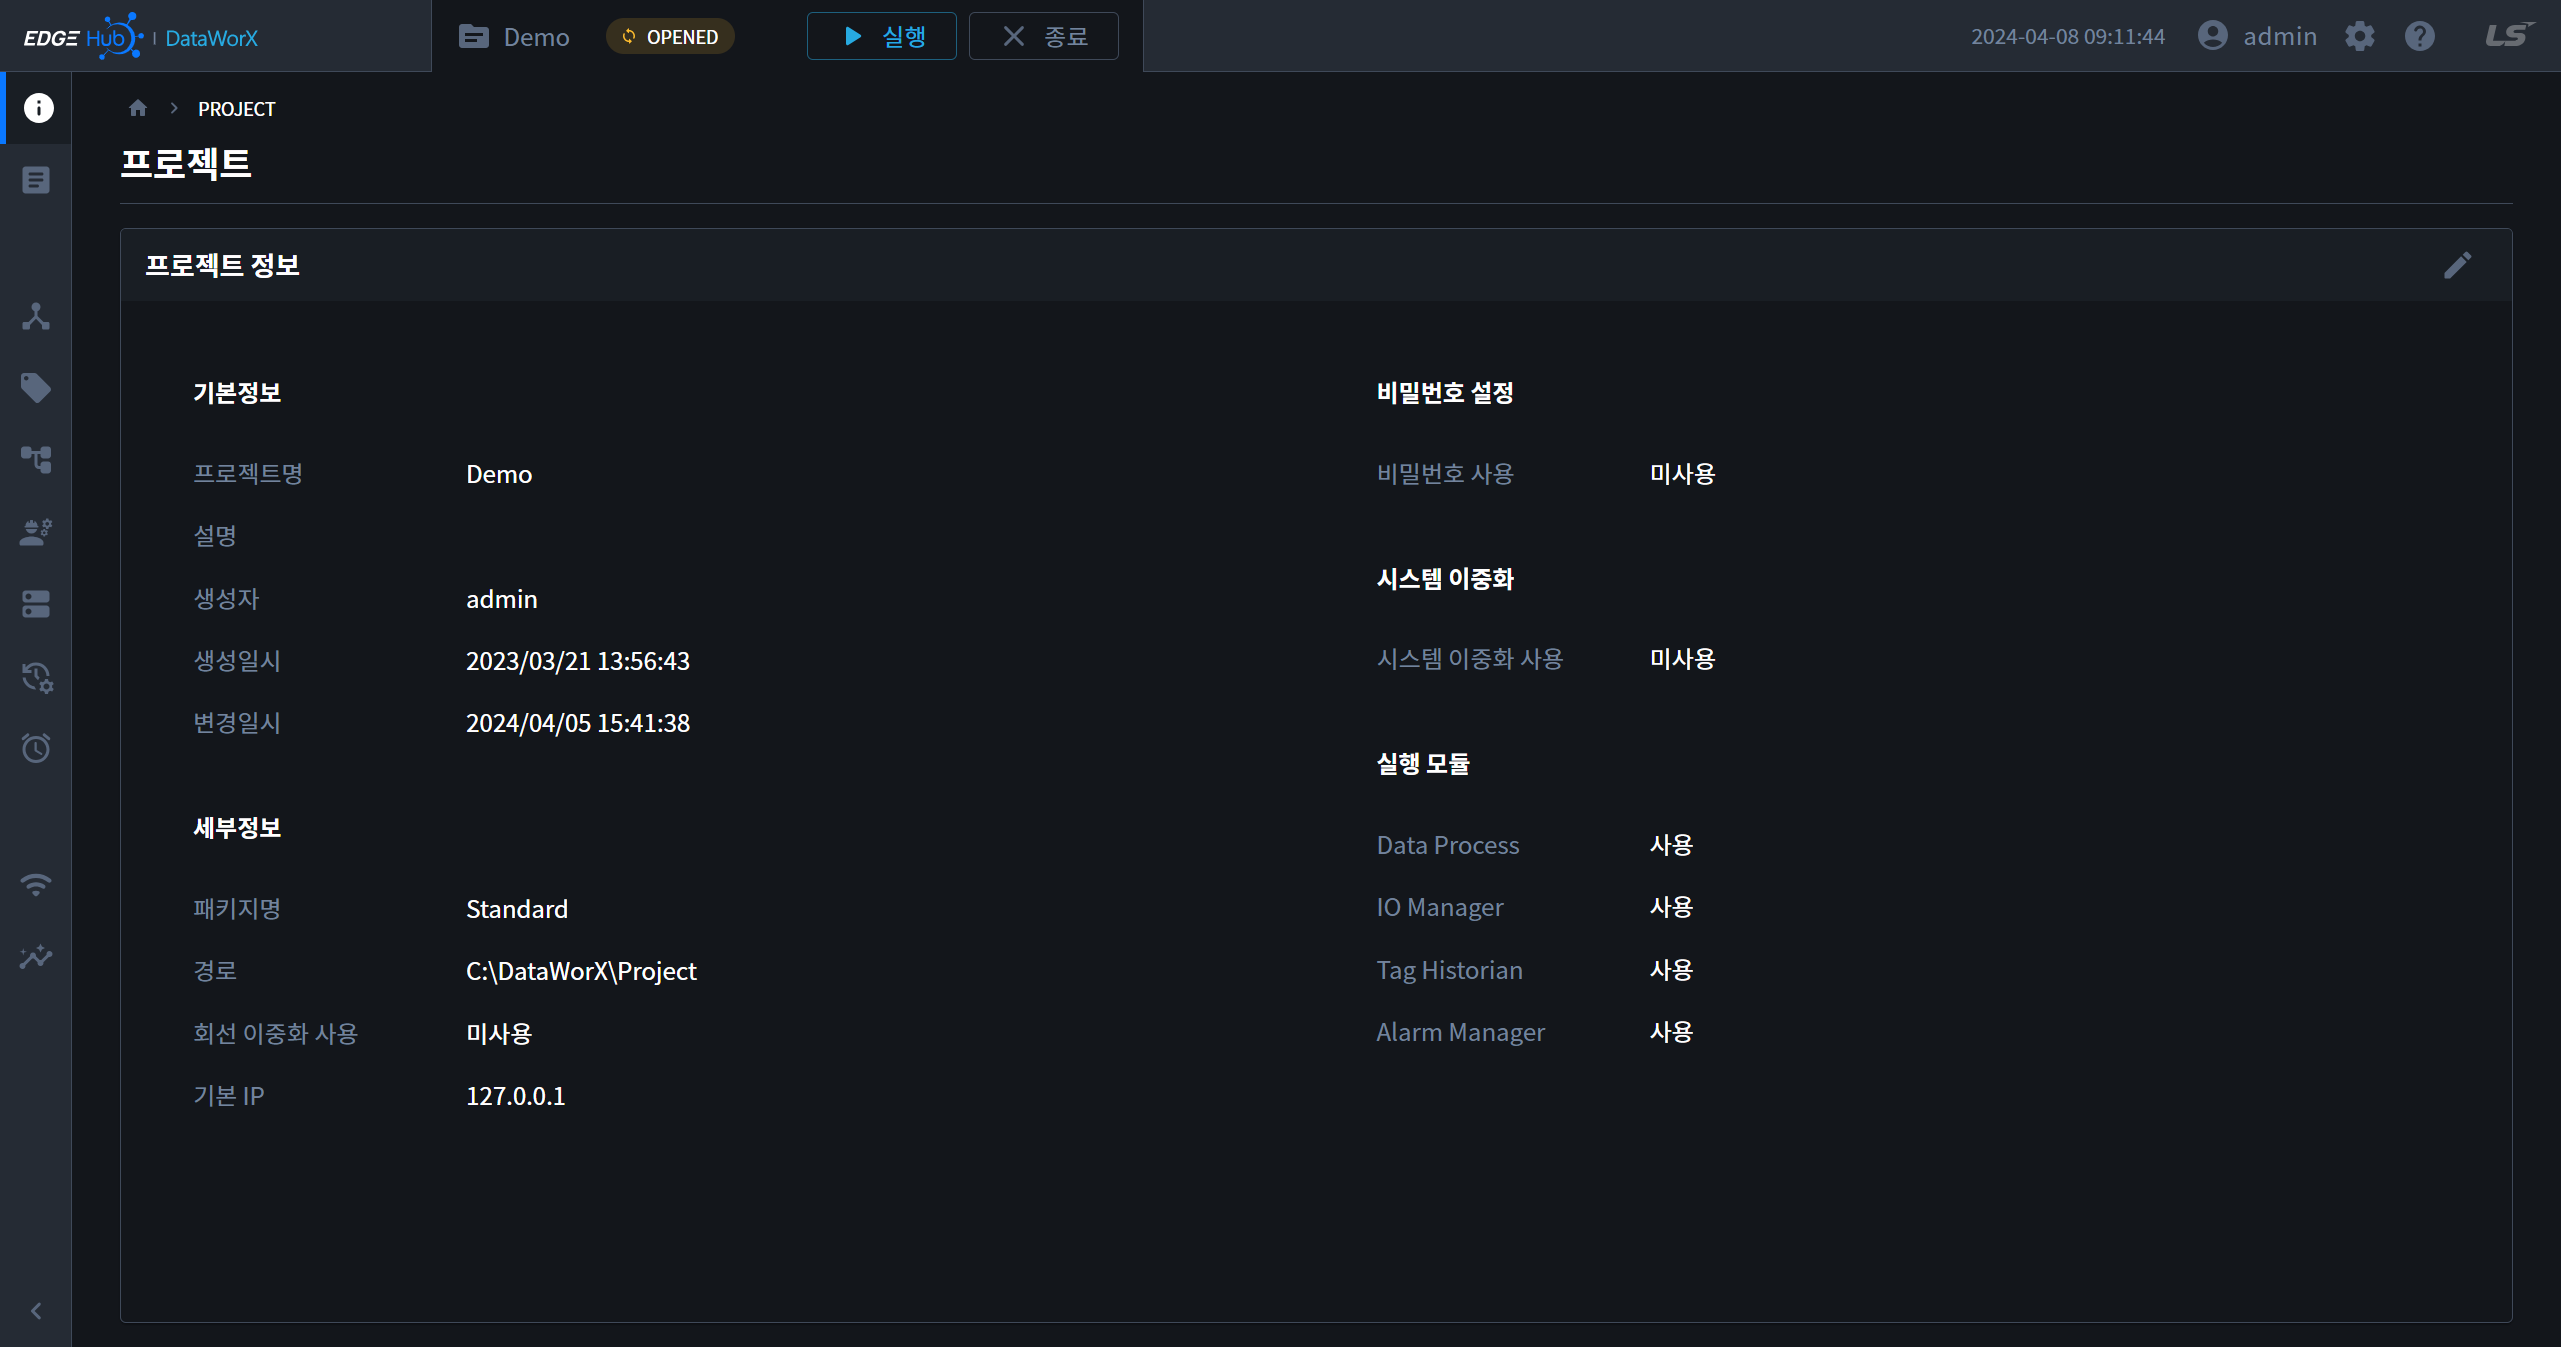 EDGE Hub | DataWorX
Demo
OPENED
실행
종료
2024-04-08 09:11:44
admin
LS
PROJECT
프로젝트
프로젝트 정보
기본정보
프로젝트명 Demo
설명
생성자 admin
생성일시 2023/03/21 13:56:43
변경일시 2024/04/05 15:41:38
세부정보
패키지명 Standard
경로 C:\DataWorX\Project
회선 이중화 사용 미사용
기본 IP 127.0.0.1
비밀번호 설정
비밀번호 사용 미사용
시스템 이중화
시스템 이중화 사용 미사용
실행 모듈
Data Process 사용
IO Manager 사용
Tag Historian 사용
Alarm Manager 사용